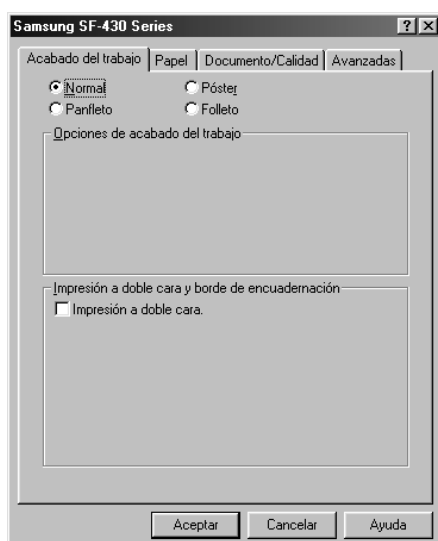 Samsung SF-430 Series
Acabado del trabajo Papel Documento/Calidad Avanzadas
Normal Póster
Panfleto Folleto
Opciones de acabado del trabajo
Impresión a doble cara y borde de encuadernación
Impresión a doble cara.
Aceptar Cancelar Ayuda